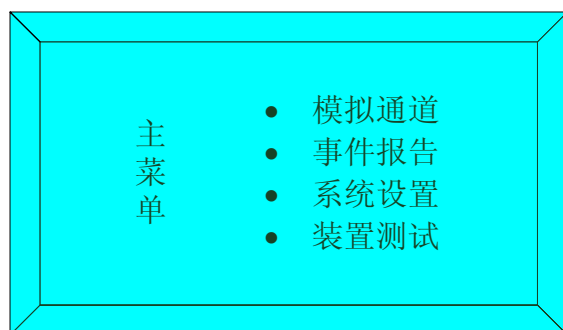 主菜单
模拟通道
事件报告
系统设置
装置测试